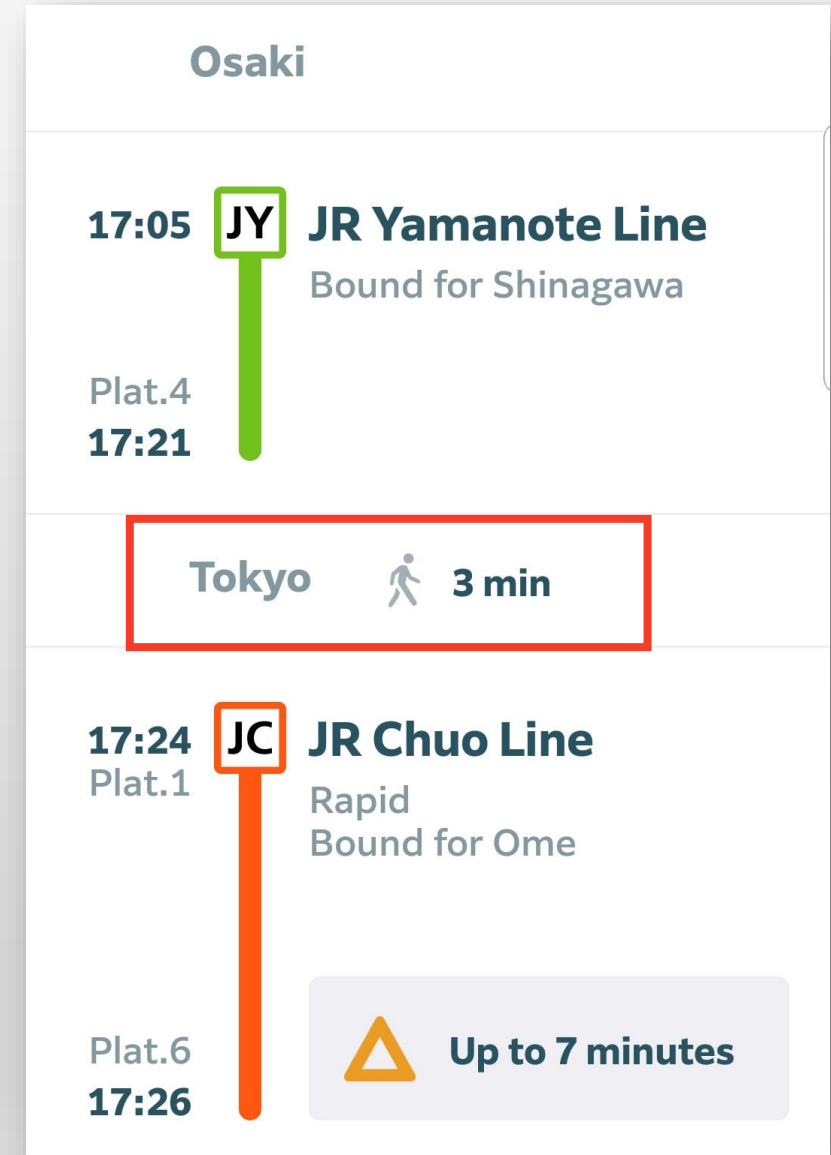 Osaki
17:05 JY JR Yamanote Line
Bound for Shinagawa
Plat.4
17:21
Tokyo 3 min
17:24 JC JR Chuo Line
Plat.1
Rapid
Bound for Ome
Plat.6
Up to 7 minutes
17:26